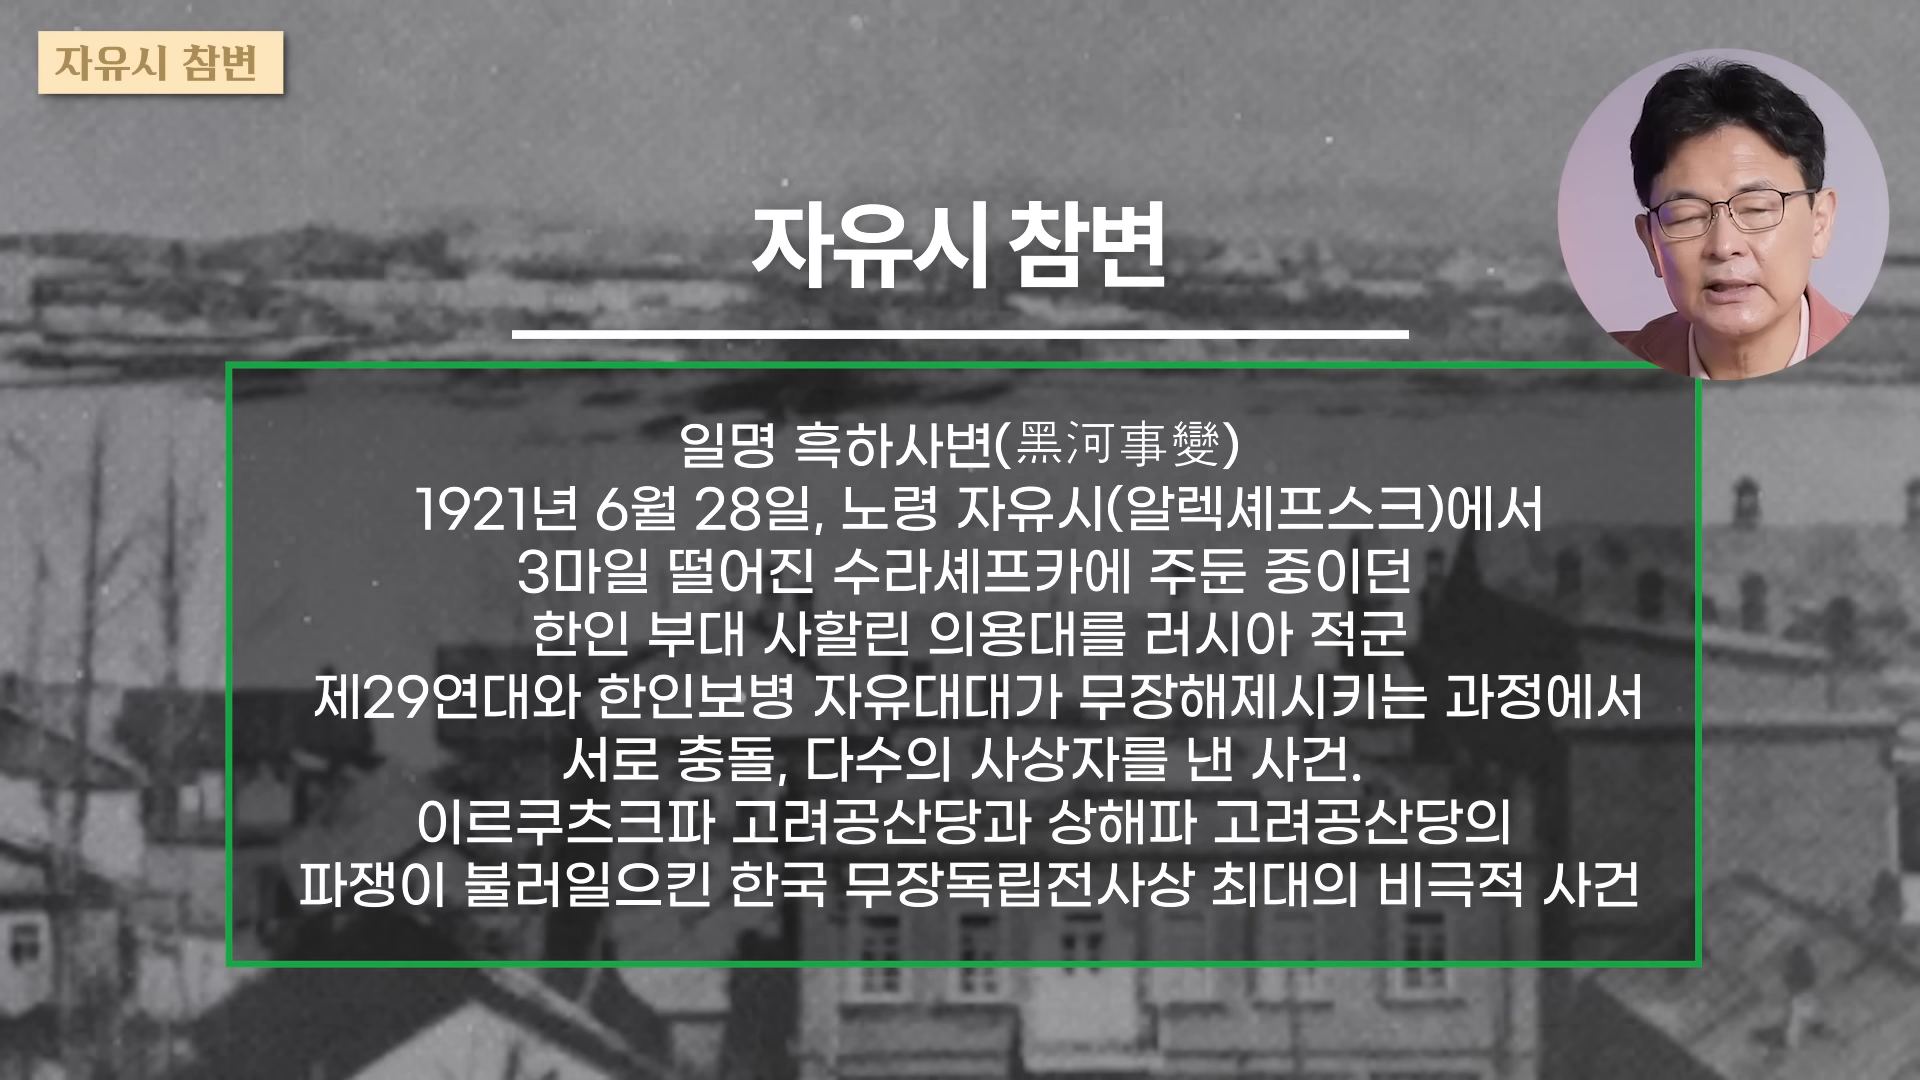 자유시 참변
자유시 참변
일명 흑하사변(黑河事變)
1921년 6월 28일, 노령 자유시(알렉셰프스크)에서
3마일 떨어진 수라셰프카에 주둔 중이던
한인 부대 사할린 의용대를 러시아 적군
제29연대와 한인보병 자유대대가 무장해제시키는 과정에서
서로 충돌, 다수의 사상자를 낸 사건.
이르쿠츠크파 고려공산당과 상해파 고려공산당의
파쟁이 불러일으킨 한국 무장독립전사상 최대의 비극적 사건